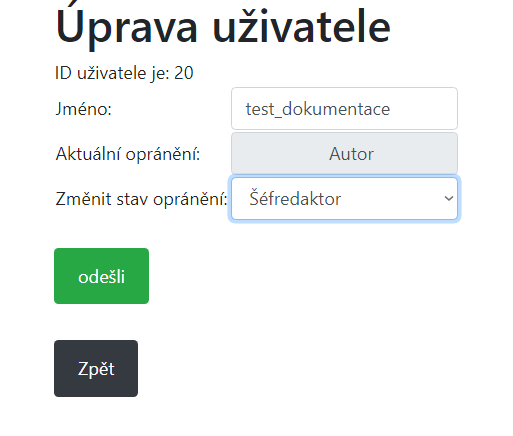 Úprava uživatele
ID uživatele je: 20
Jméno: test_dokumentace
Aktuální opránění: Autor
Změnit stav opránění: Šéfredaktor
odešli
Zpět